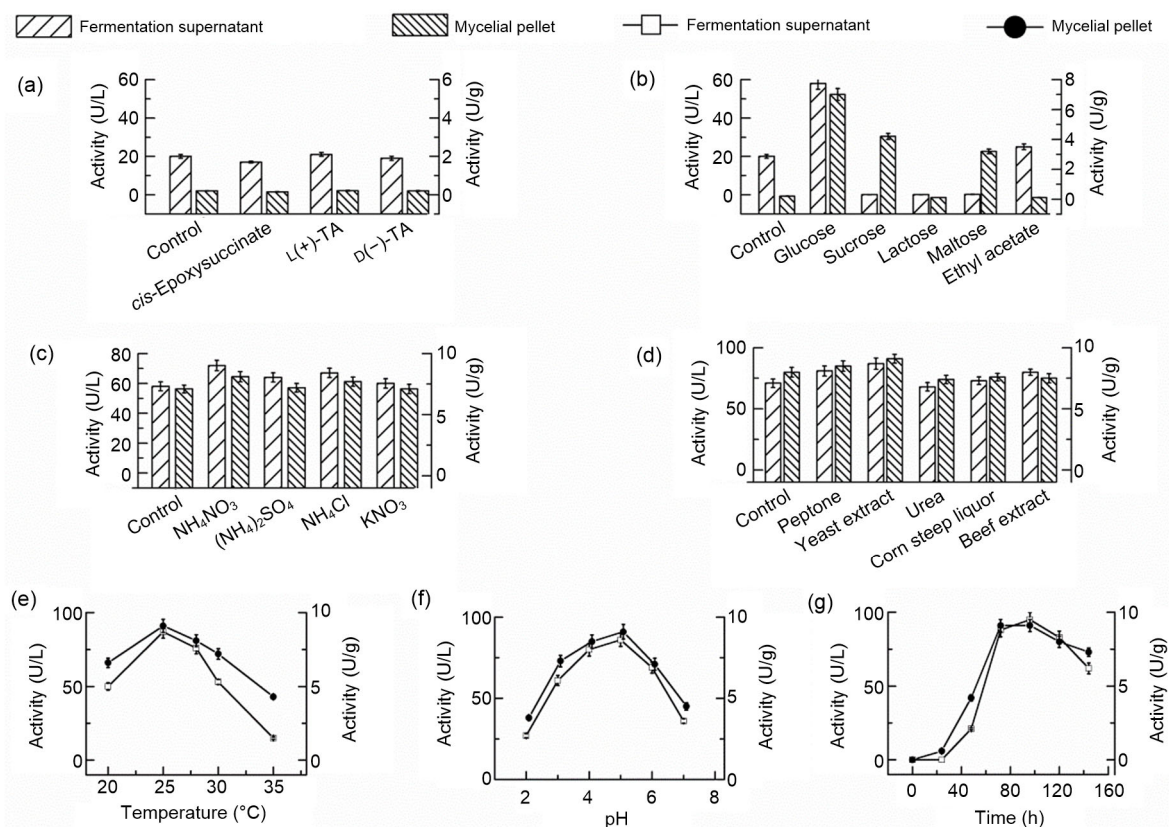 Fermentation supernatant
Mycelial pellet
Fermentation supernatant
Mycelial pellet
(a)
Activity (U/L)
60
40
20
0
6
5
4
3
2
1
0
Activity (U/g)
Control
cis-Epoxysuccinate
L(+)-TA
D(−)-TA
(b)
Activity (U/L)
60
40
20
0
8
6
4
2
0
Activity (U/g)
Control
Glucose
Sucrose
Lactose
Maltose
Ethyl acetate
(c)
Activity (U/L)
80
60
40
20
0
10
5
0
Activity (U/g)
Control
NH₄NO₃
(NH₄)₂SO₄
NH₄Cl
KNO₃
(d)
Activity (U/L)
100
50
0
10
5
0
Activity (U/g)
Control
Peptone
Yeast extract
Urea
Corn steep liquor
Beef extract
(e)
Activity (U/L)
100
50
0
10
5
0
Activity (U/g)
20 25 30 35
Temperature (°C)
(f)
Activity (U/L)
100
50
0
10
5
0
Activity (U/g)
0 2 4 6 8
pH
(g)
Activity (U/L)
100
50
0
10
5
0
Activity (U/g)
0 40 80 120 160
Time (h)